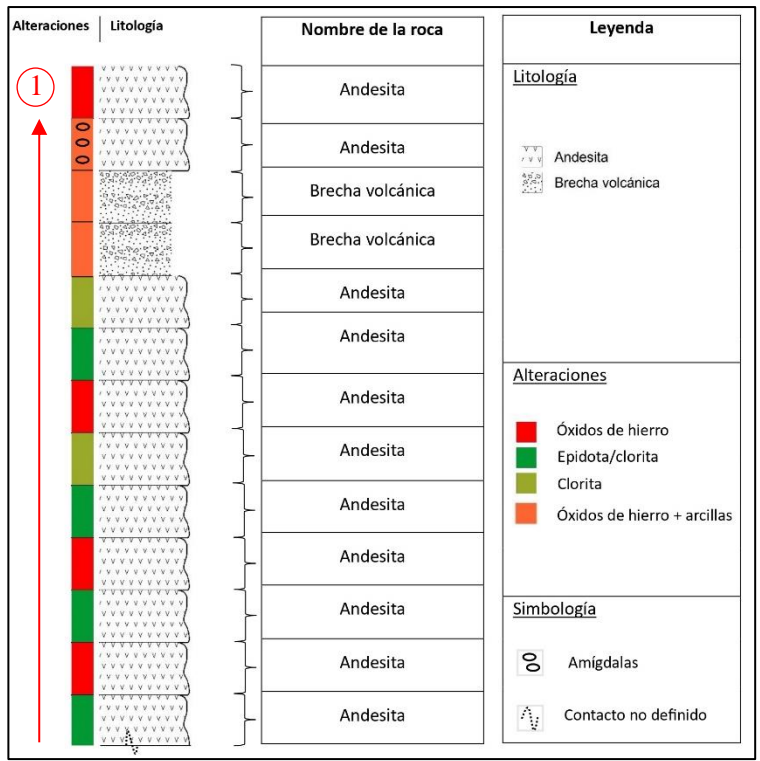 Alteraciones Litología
Nombre de la roca
Leyenda
1
Andesita
Andesita
Brecha volcánica
Brecha volcánica
Andesita
Andesita
Andesita
Andesita
Andesita
Andesita
Andesita
Andesita
Andesita
Litología
Andesita
Brecha volcánica
Alteraciones
Óxidos de hierro
Epidota/clorita
Clorita
Óxidos de hierro + arcillas
Simbología
Amígdalas
Contacto no definido